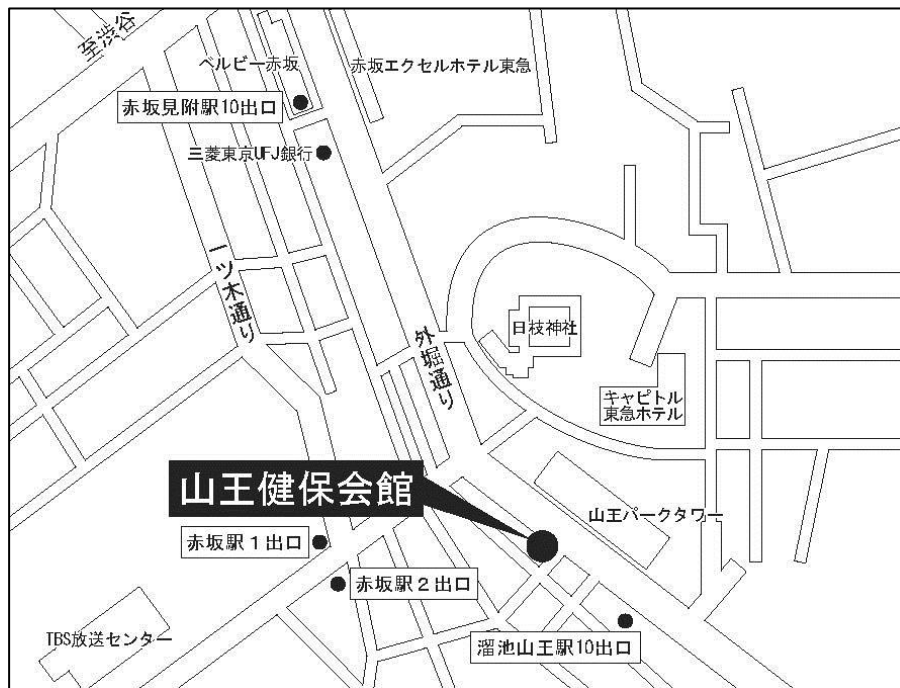 至渋谷
ベルビー赤坂
赤坂エクセルホテル東急
赤坂見附駅10出口
三菱東京UFJ銀行
一ツ木通り
外堀通り
日枝神社
キャピトル
東急ホテル
山王健保会館
山王パークタワー
赤坂駅1出口
赤坂駅2出口
TBS放送センター
溜池山王駅10出口